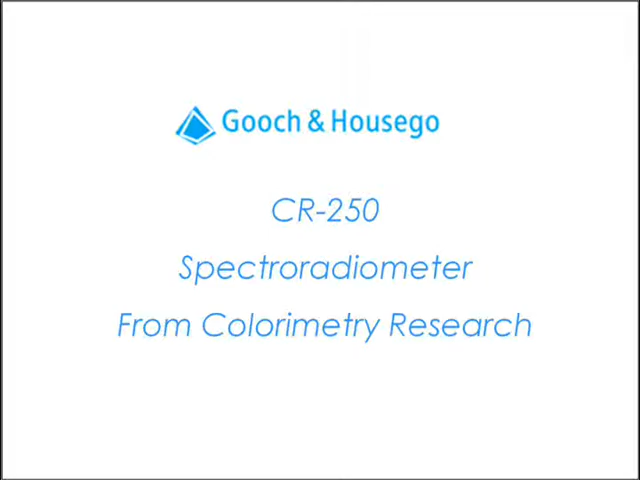 Gooch & Housego
CR-250
Spectroradiometer
From Colorimetry Research